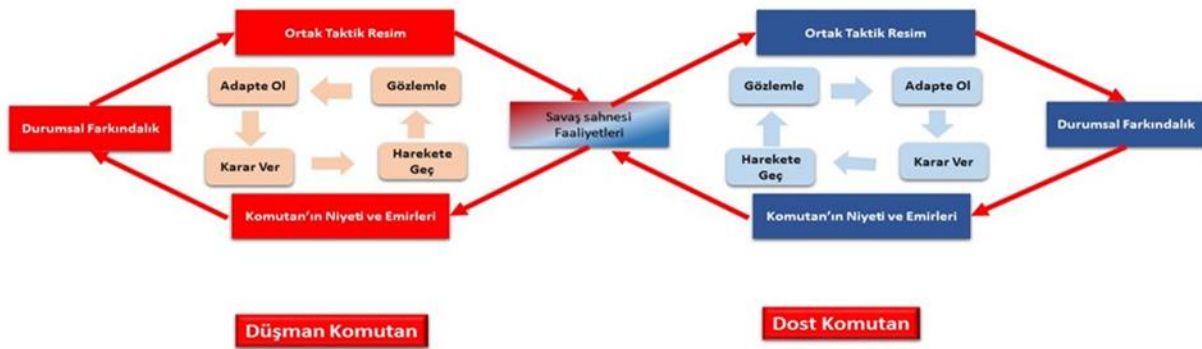 Ortak Taktik Resim
Adapte Ol
Gözlemle
Durumsal Farkındalık
Karar Ver
Harekete
Geç
Komutan'ın Niyeti ve Emirleri
Savaş sahnesi
Faaliyetleri
Ortak Taktik Resim
Gözlemle
Adapte Ol
Durumsal Farkındalık
Harekete
Geç
Karar Ver
Komutan'ın Niyeti ve Emirleri
Düşman Komutan
Dost Komutan